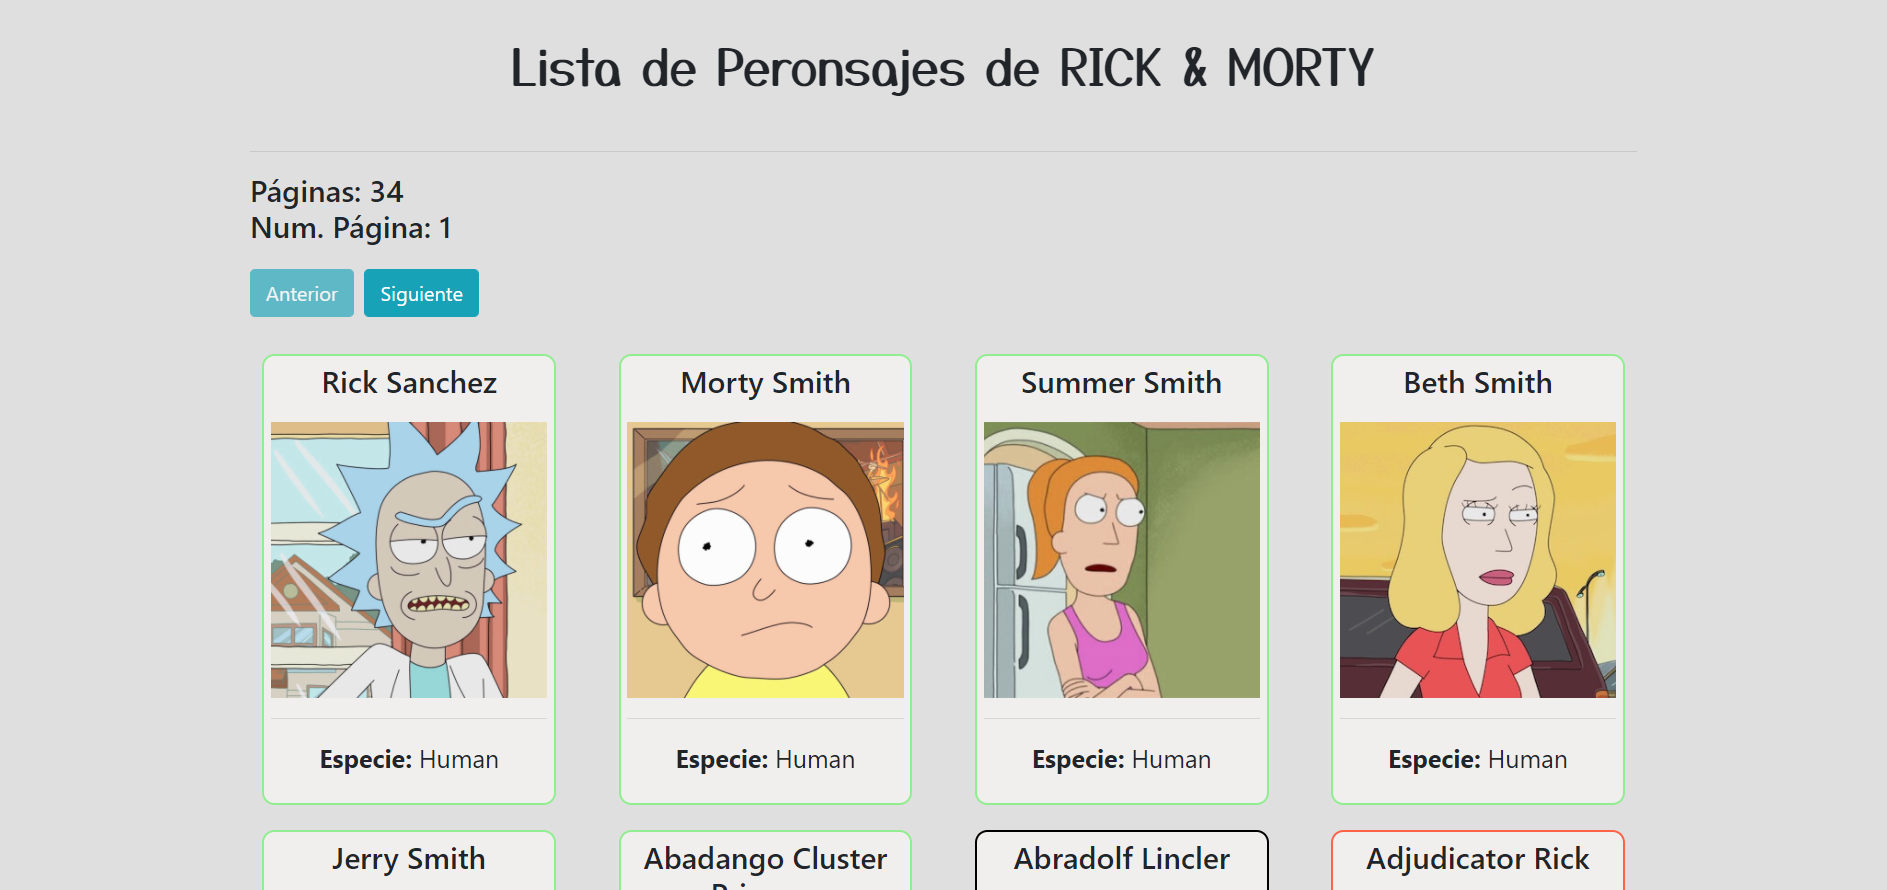 Lista de Peronsajes de RICK & MORTY
Páginas: 34
Num. Página: 1
Anterior
Siguiente
Rick Sanchez
Morty Smith
Summer Smith
Beth Smith
Especie: Human
Especie: Human
Especie: Human
Especie: Human
Jerry Smith
Abadango Cluster
Abradolf Lincler
Adjudicator Rick